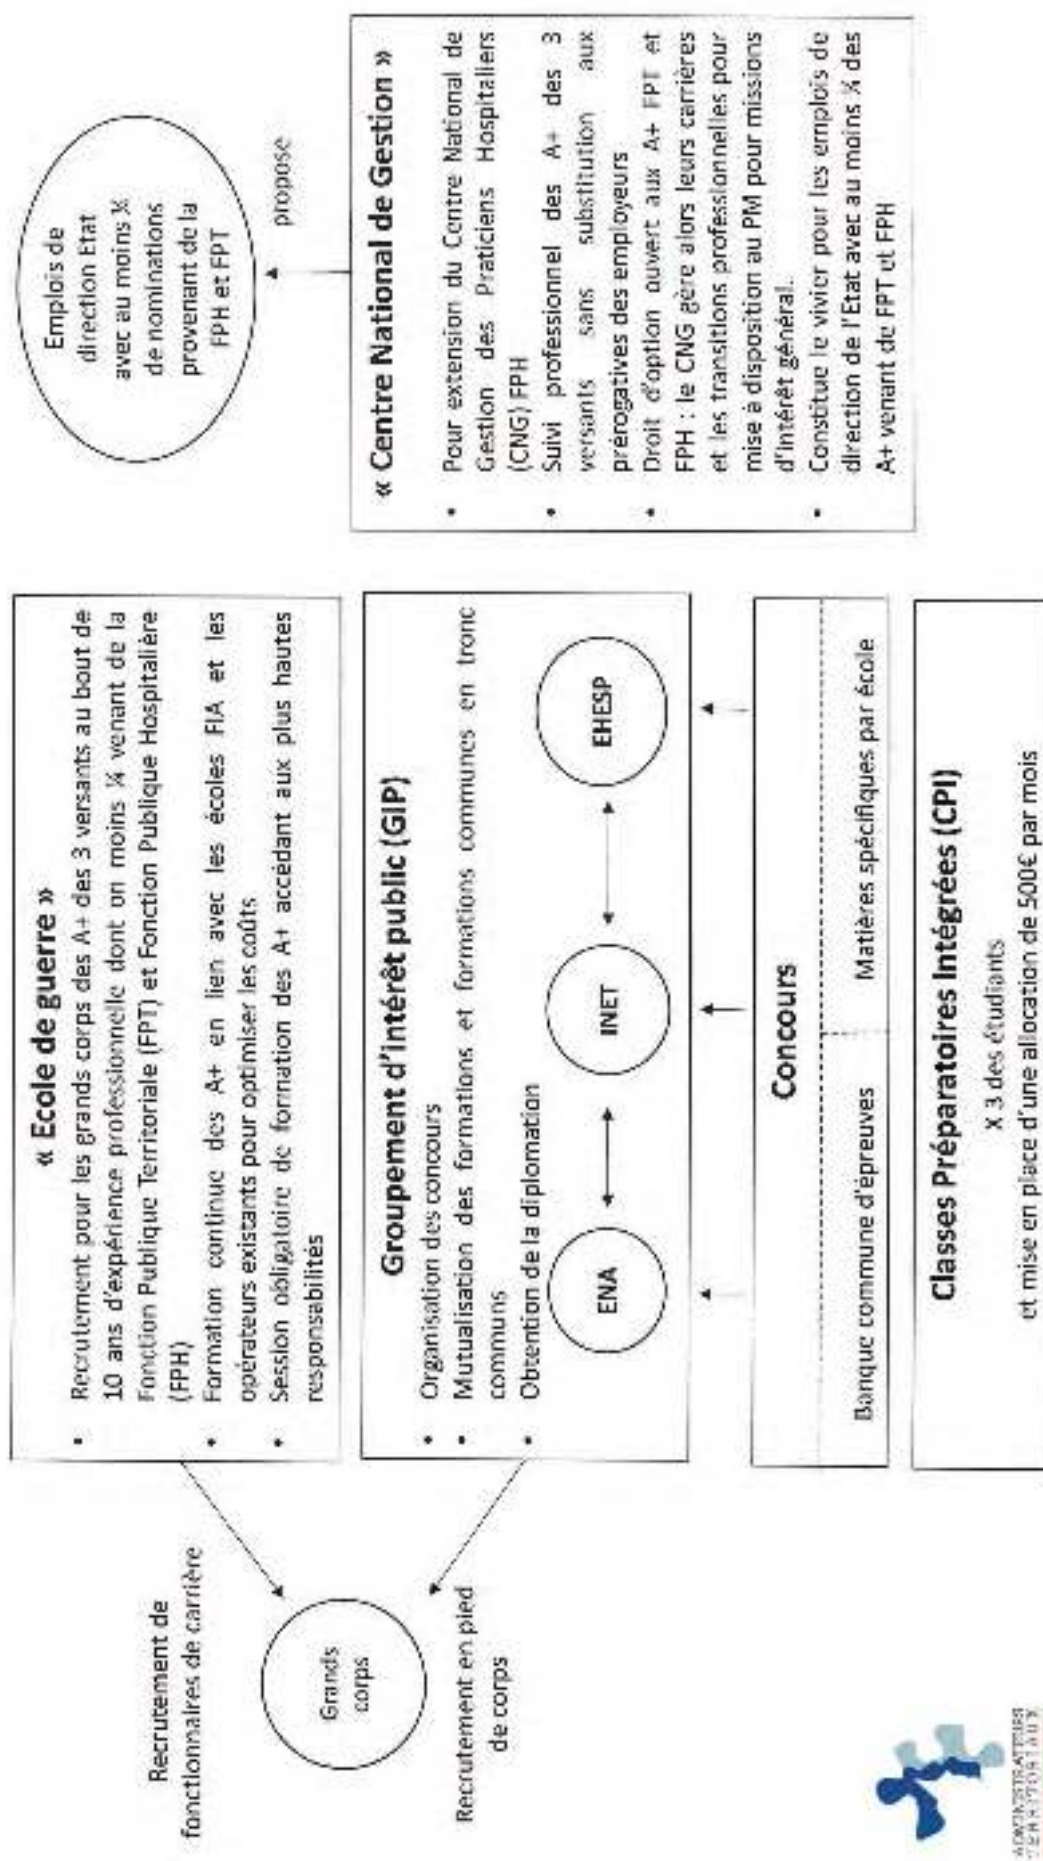 « Ecole de guerre »
• Recrutement pour les grands corps des A+ des 3 versants au bout de
10 ans d'expérience professionnelle dont on moins ¼ venant de la
Fonction Publique Territoriale (FPT) et Fonction Publique Hospitalière
(FPH)
• Formation continue des A+ en lien avec les écoles FIA et les
opérateurs existants pour optimiser les coûts
• Session obligatoire de formation des A+ accédant aux plus hautes
responsabilités
Recrutement de
fonctionnaires de carrière
Grands
corps
Recrutement en pied
de corps
Groupement d'intérêt public (GIP)
• Organisation des concours
• Mutualisation des formations et formations communes en tronc
communs
• Obtention de la diplomation
ENA
INET
EHESP
Concours
Banque commune d'épreuves
Matières spécifiques par école
Classes Préparatoires Intégrées (CPI)
X 3 des étudiants
et mise en place d'une allocation de 500€ par mois
Emplois de
direction Etat
avec au moins ¼
de nominations
provenant de la
FPH et FPT
propose
« Centre National de Gestion »
• Pour extension du Centre National de
Gestion des Praticiens Hospitaliers
(CNG) FPH
• Suivi professionnel des A+ des 3
versants sans substitution aux
prérogatives des employeurs
• Droit d'option ouvert aux A+ FPT et
FPH : le CNG gère alors leurs carrières
et les transitions professionnelles pour
mise à disposition au PM pour missions
d'intérêt général..
• Constitue le vivier pour les emplois de
direction de l'Etat avec au moins ¼ des
A+ venant de FPT et FPH
ADMINISTRATEURS
TERRITORIAUX